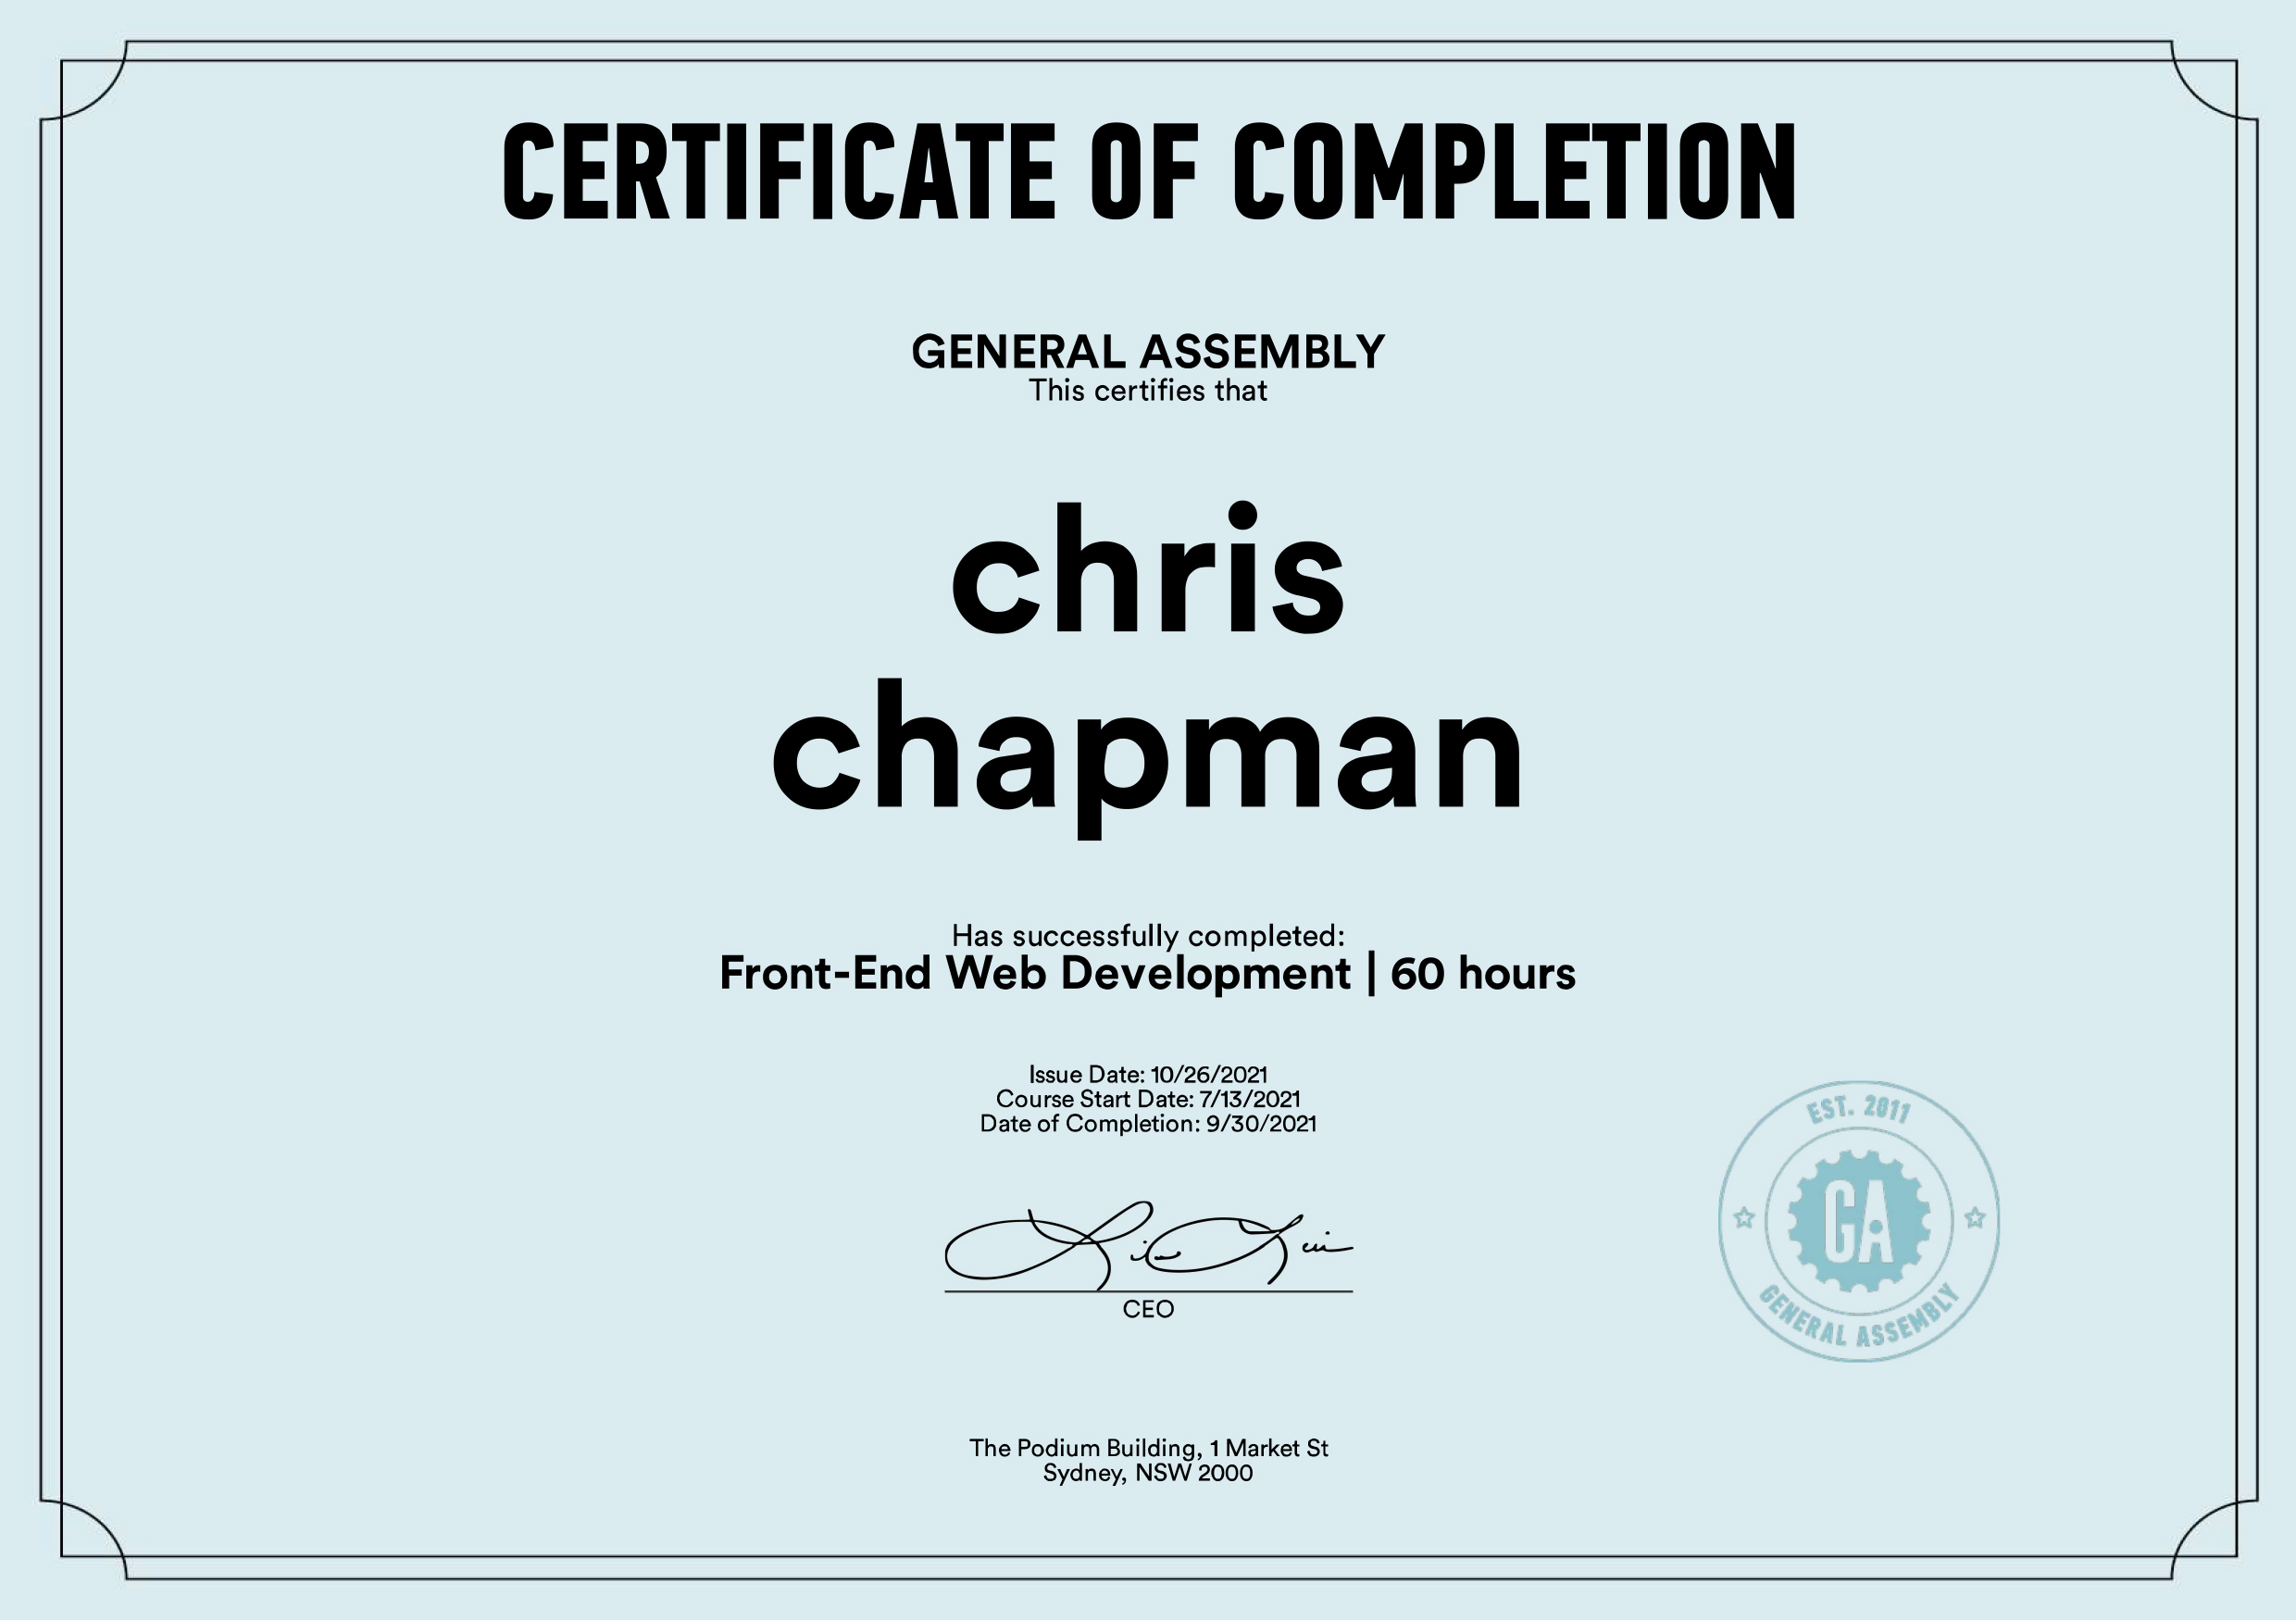 CERTIFICATE OF COMPLETION
GENERAL ASSEMBLY
This certifies that
chris
chapman
Has successfully completed:
Front-End Web Development | 60 hours
Issue Date: 10/26/2021
Course Start Date: 7/13/2021
Date of Completion: 9/30/2021
CEO
EST. 2011
GA
GENERAL ASSEMBLY
The Podium Building, 1 Market St
Sydney, NSW 2000